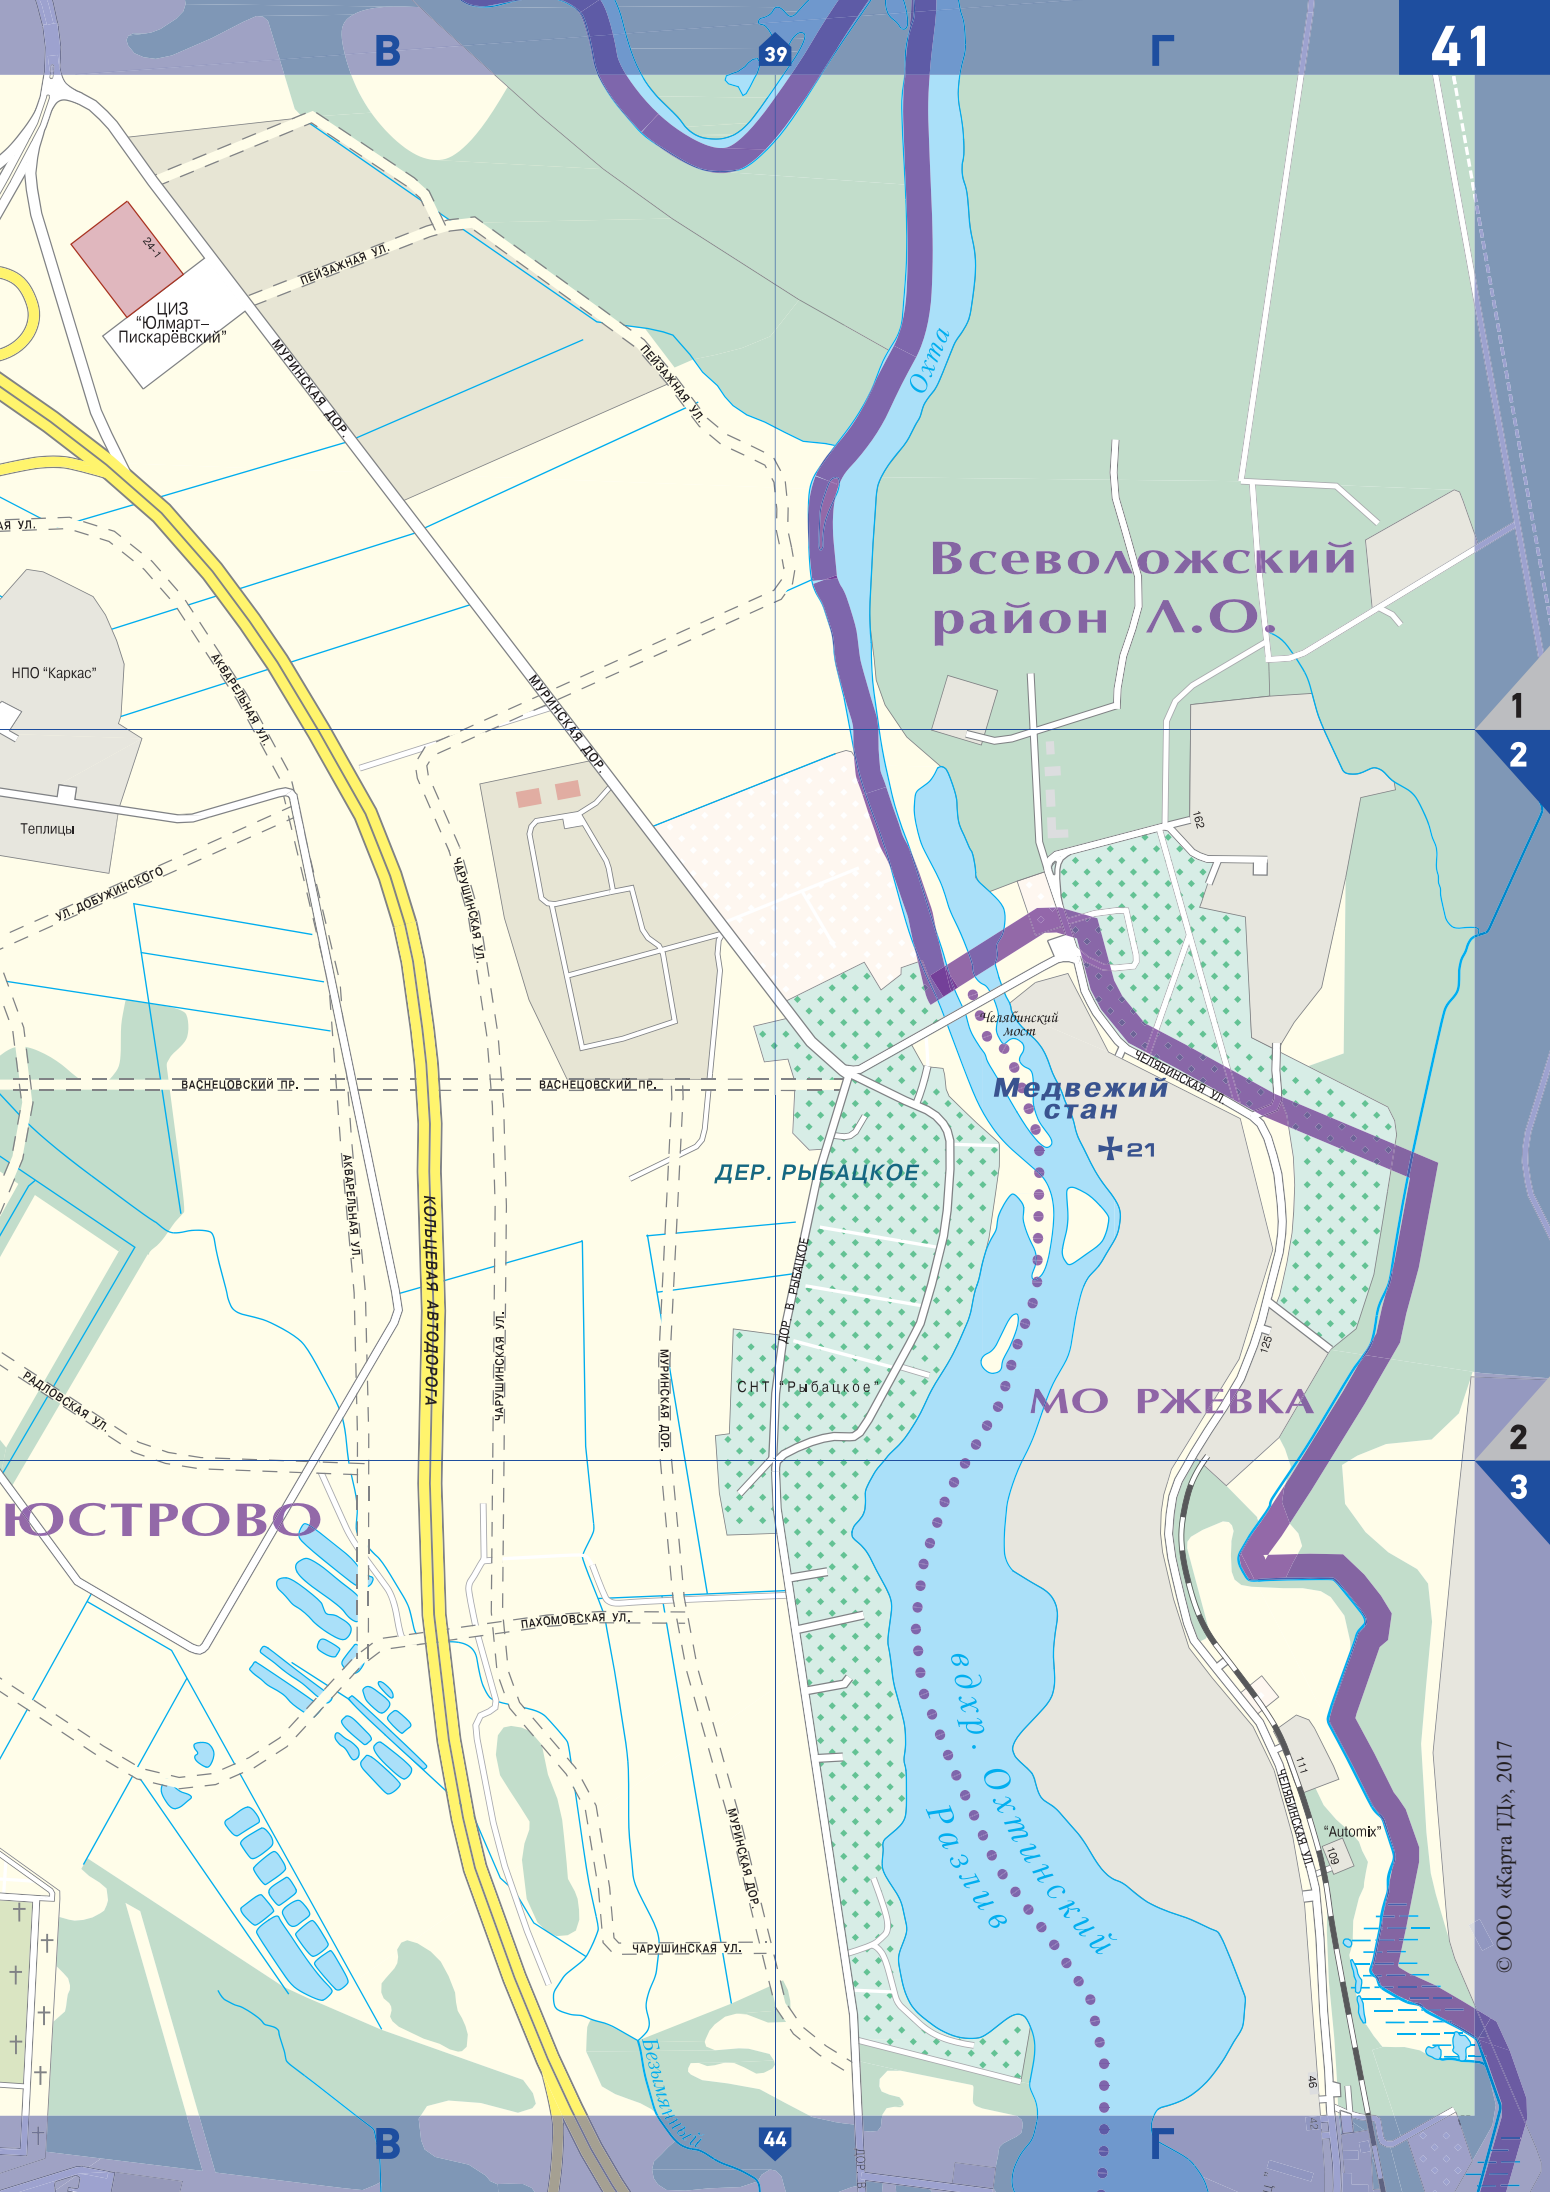 В
39
Г
41
24-1
ЦИЗ
"Юлмарт–
Пискарёвский"
ПЕЙЗАЖНАЯ УЛ.
МУРИНСКАЯ ДОР.
ПЕЙЗАЖНАЯ УЛ.
Охта
АЯ УЛ.
Всеволожский
район Л.О.
НПО "Каркас"
АКВАРЕЛЬНАЯ УЛ.
МУРИНСКАЯ ДОР.
1
2
Теплицы
162
УЛ. ДОБУЖИНСКОГО
ЧАРУШИНСКАЯ УЛ.
Челябинский
мост
ЧЕЛЯБИНСКАЯ УЛ.
ВАСНЕЦОВСКИЙ ПР.
ВАСНЕЦОВСКИЙ ПР.
Медвежий
стан
21
ДЕР. РЫБАЦКОЕ
АКВАРЕЛЬНАЯ УЛ.
КОЛЬЦЕВАЯ АВТОДОРОГА
ЧАРУШИНСКАЯ УЛ.
МУРИНСКАЯ ДОР.
ДОР. В РЫБАЦКОЕ
125
СНТ "Рыбацкое"
МО РЖЕВКА
РАДЛОВСКАЯ УЛ.
2
3
ЮСТРОВО
ПАХОМОВСКАЯ УЛ.
вдхр. Охтинский
Разлив
111
ЧЕЛЯБИНСКАЯ УЛ.
"Automix"
109
МУРИНСКАЯ ДОР.
ЧАРУШИНСКАЯ УЛ.
© ООО «Карта ТД», 2017
Безымянный
46
42
В
44
Г
ДОР. В